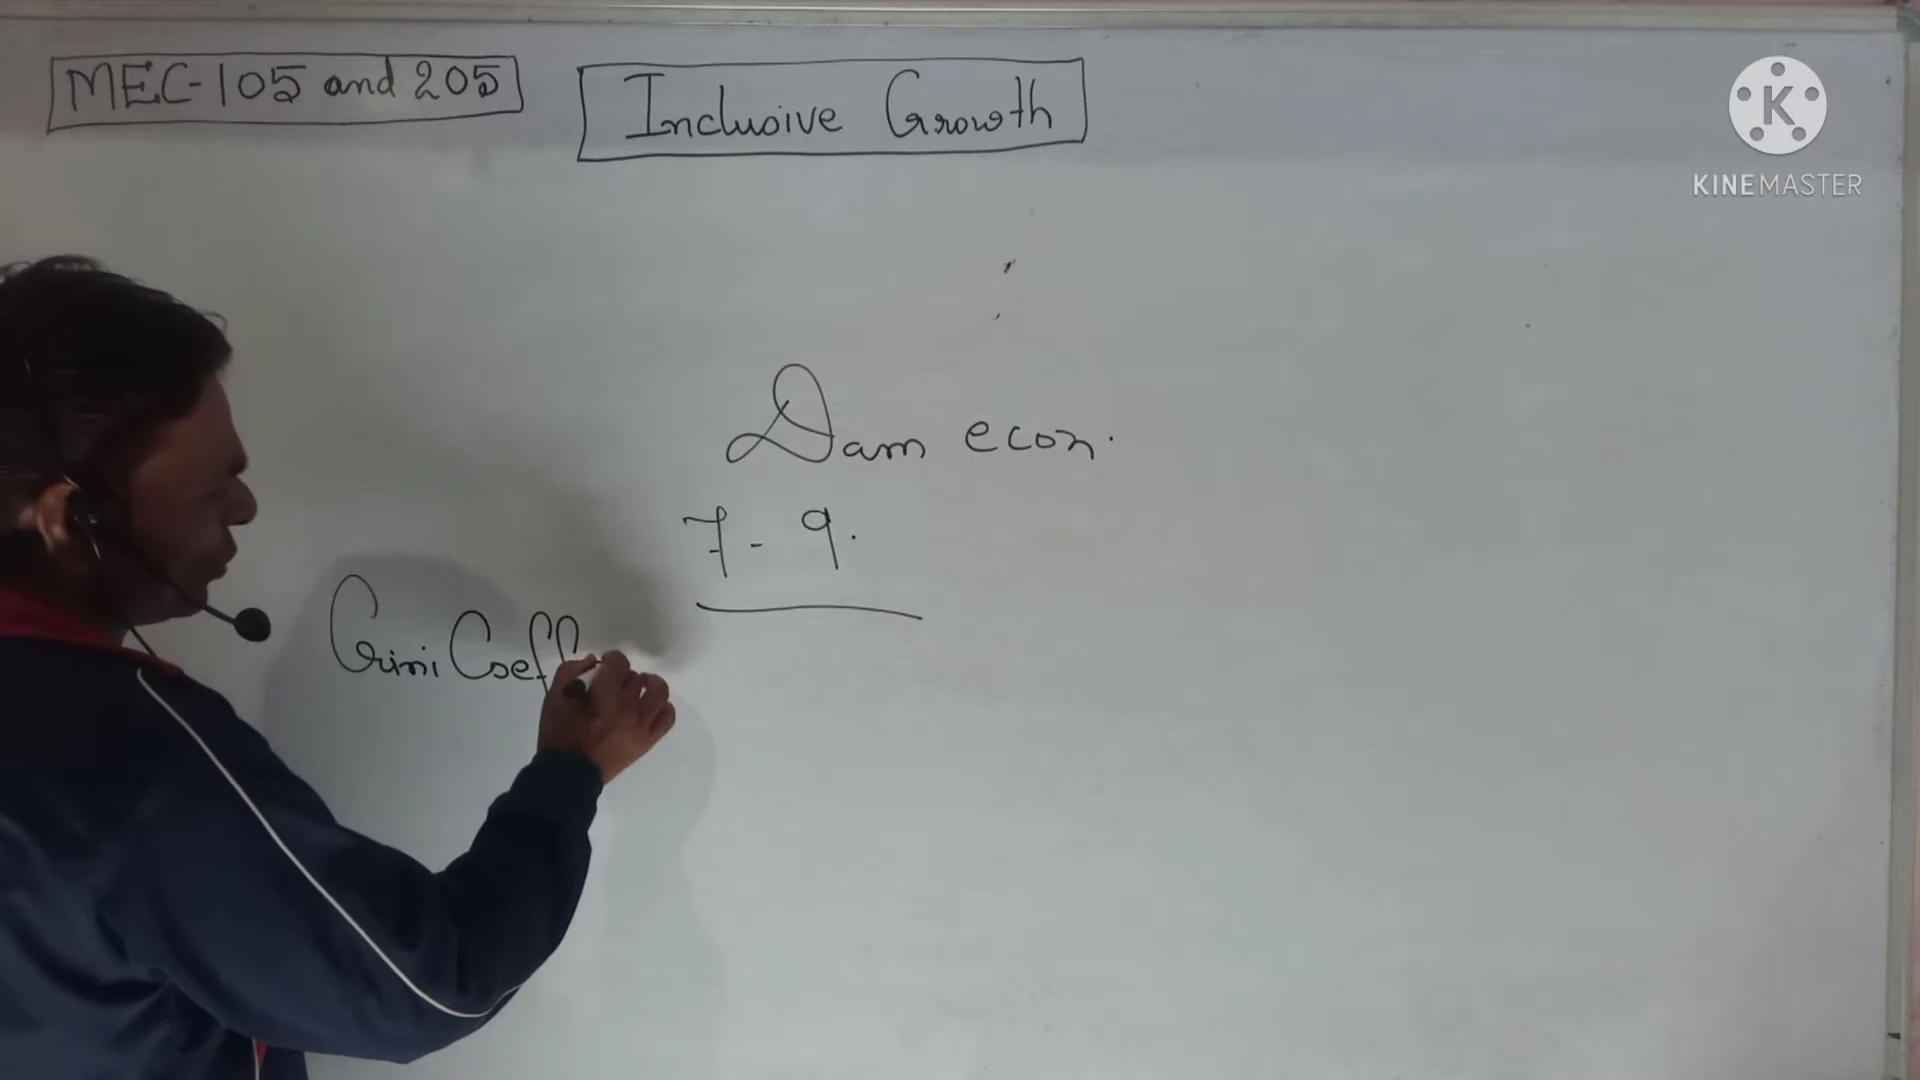 MEC-105 and 205
Inclusive Growth
K
KINEMASTER
Dam econ.
7-9.
Gini Coeff